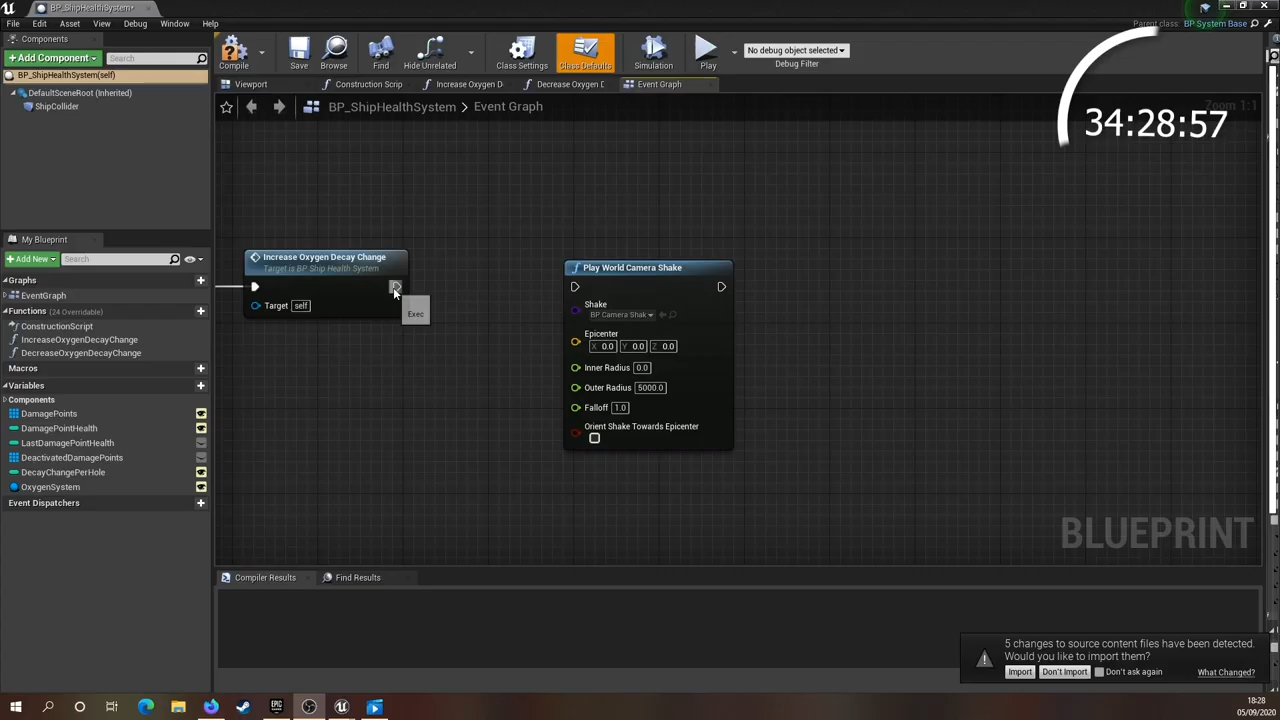 BP_ShipHealthSystem*
File Edit Asset View Debug Window Help
Parent class: BP System Base
Components
+ Add Component
Search
BP_ShipHealthSystem(self)
DefaultSceneRoot (Inherited)
ShipCollider
Compile
Save
Browse
Find
Hide Unrelated
Class Settings
Class Defaults
Simulation
Play
No debug object selected
Debug Filter
Viewport
Construction Scrip
Increase Oxygen D
Decrease Oxygen D
Event Graph
BP_ShipHealthSystem > Event Graph
Zoom 1:1
34:28:57
My Blueprint
+ Add New
Search
Graphs
EventGraph
Functions (24 Overridable)
ConstructionScript
IncreaseOxygenDecayChange
DecreaseOxygenDecayChange
Macros
Variables
Components
DamagePoints
DamagePointHealth
LastDamagePointHealth
DeactivatedDamagePoints
DecayChangePerHole
OxygenSystem
Event Dispatchers
Increase Oxygen Decay Change
Target is BP Ship Health System
Target self
Exec
Play World Camera Shake
Shake
BP Camera Shak
Epicenter
X 0.0 Y 0.0 Z 0.0
Inner Radius 0.0
Outer Radius 5000.0
Falloff 1.0
Orient Shake Towards Epicenter
BLUEPRINT
Compiler Results
Find Results
5 changes to source content files have been detected.
Would you like to import them?
Import
Don't Import
Don't ask again
What Changed?
EPIC
18:28
05/09/2020